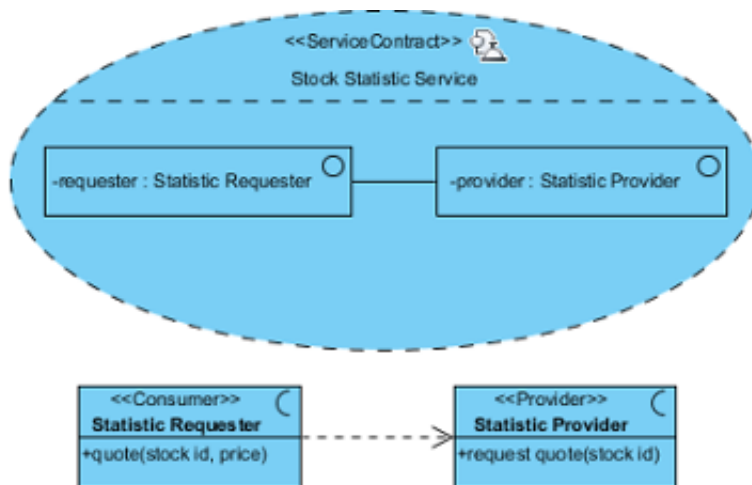 <<ServiceContract>>
Stock Statistic Service
-requester : Statistic Requester
-provider : Statistic Provider
<<Consumer>>
Statistic Requester
+quote(stock id, price)
<<Provider>>
Statistic Provider
+request quote(stock id)